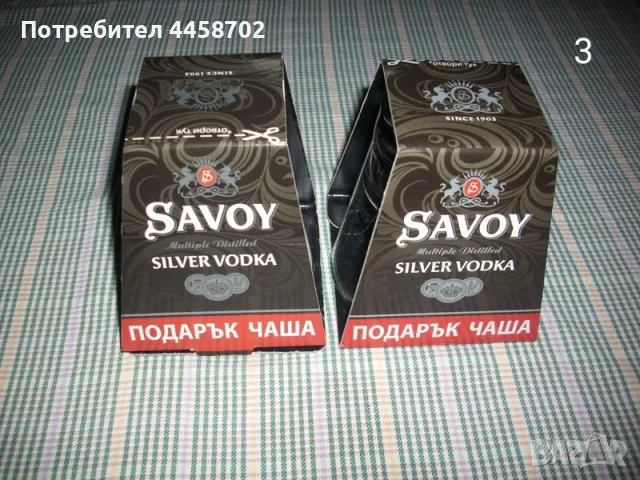 Потребител 4458702
3
SINCE 1903
*отвори тук
SAVOY
Multiple Distilled
SILVER VODKA
ПОДАРЪК ЧАША
*отвори тук
SINCE 1903
SAVOY
Multiple Distilled
SILVER VODKA
ПОДАРЪК ЧАША
BAZAR